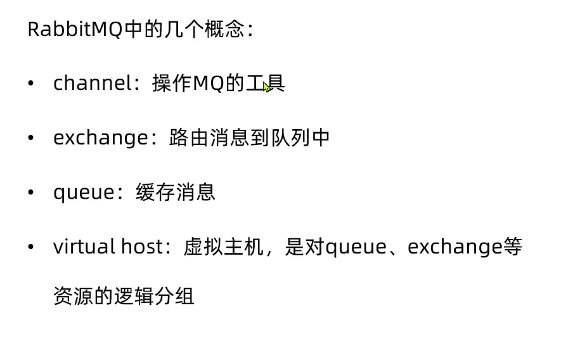 RabbitMQ中的几个概念：
• channel：操作MQ的工具
• exchange：路由消息到队列中
• queue：缓存消息
• virtual host：虚拟主机，是对queue、exchange等
资源的逻辑分组